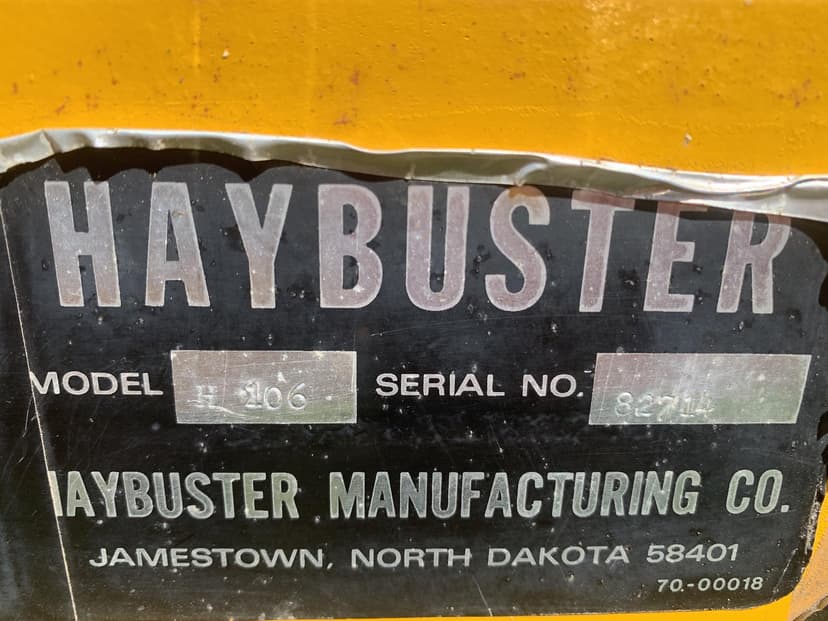 HAYBUSTER
MODEL H 106 SERIAL NO. 82714
HAYBUSTER MANUFACTURING CO.
JAMESTOWN, NORTH DAKOTA 58401
70.-00018